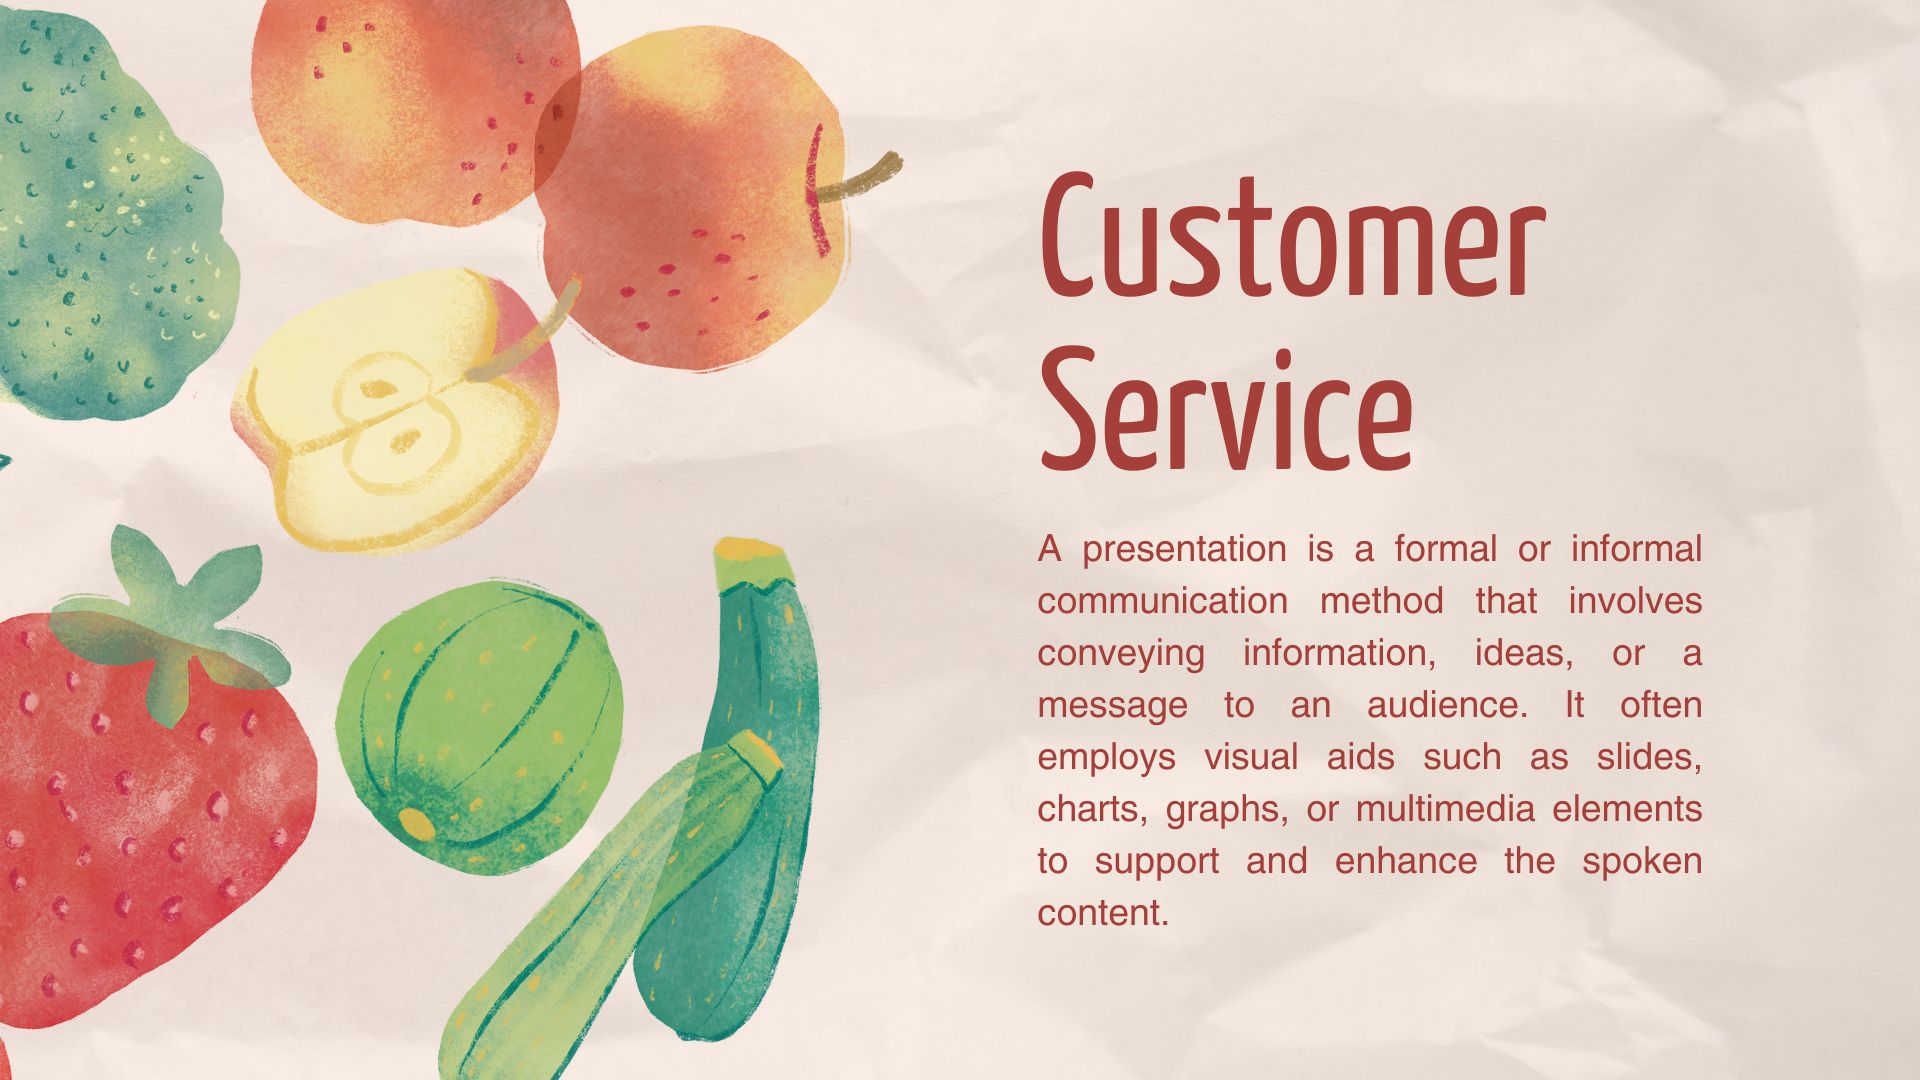 Customer
Service
A presentation is a formal or informal
communication method that involves
conveying information, ideas, or a
message to an audience. It often
employs visual aids such as slides,
charts, graphs, or multimedia elements
to support and enhance the spoken
content.